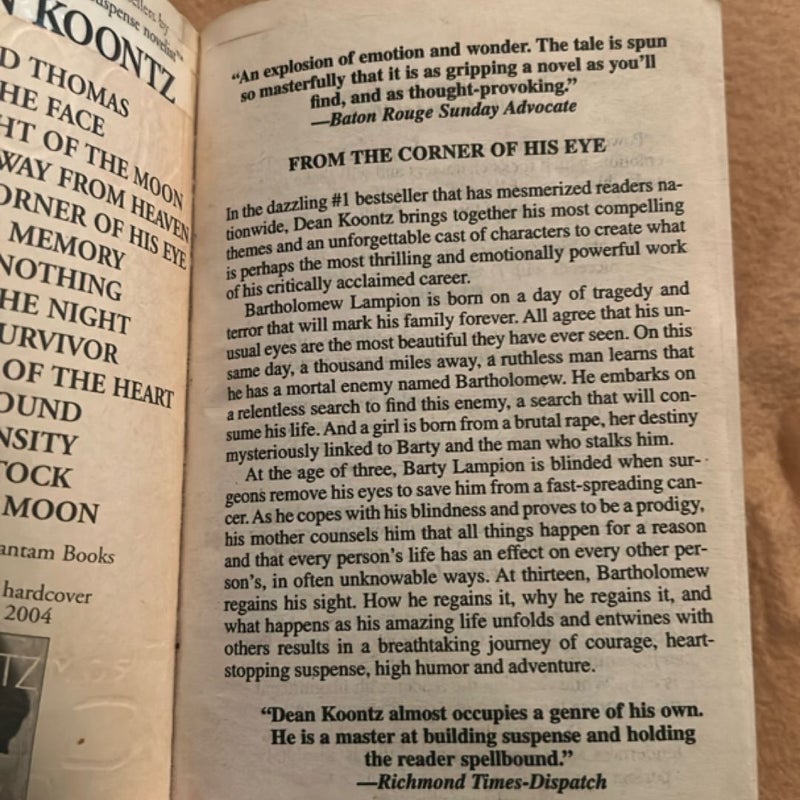 sellers by
suspense novelist"
N KOONTZ
D THOMAS
HE FACE
HT OF THE MOON
WAY FROM HEAVEN
ORNER OF HIS EYE
MEMORY
NOTHING
HE NIGHT
URVIVOR
OF THE HEART
OUND
NSITY
TOCK
MOON
antam Books
hardcover
2004
TZ
“An explosion of emotion and wonder. The tale is spun
so masterfully that it is as gripping a novel as you’ll
find, and as thought-provoking.”
—Baton Rouge Sunday Advocate
FROM THE CORNER OF HIS EYE
In the dazzling #1 bestseller that has mesmerized readers na-
tionwide, Dean Koontz brings together his most compelling
themes and an unforgettable cast of characters to create what
is perhaps the most thrilling and emotionally powerful work
of his critically acclaimed career.
Bartholomew Lampion is born on a day of tragedy and
terror that will mark his family forever. All agree that his un-
usual eyes are the most beautiful they have ever seen. On this
same day, a thousand miles away, a ruthless man learns that
he has a mortal enemy named Bartholomew. He embarks on
a relentless search to find this enemy, a search that will con-
sume his life. And a girl is born from a brutal rape, her destiny
mysteriously linked to Barty and the man who stalks him.
At the age of three, Barty Lampion is blinded when sur-
geons remove his eyes to save him from a fast-spreading can-
cer. As he copes with his blindness and proves to be a prodigy,
his mother counsels him that all things happen for a reason
and that every person’s life has an effect on every other per-
son’s, in often unknowable ways. At thirteen, Bartholomew
regains his sight. How he regains it, why he regains it, and
what happens as his amazing life unfolds and entwines with
others results in a breathtaking journey of courage, heart-
stopping suspense, high humor and adventure.
“Dean Koontz almost occupies a genre of his own.
He is a master at building suspense and holding
the reader spellbound.”
—Richmond Times-Dispatch